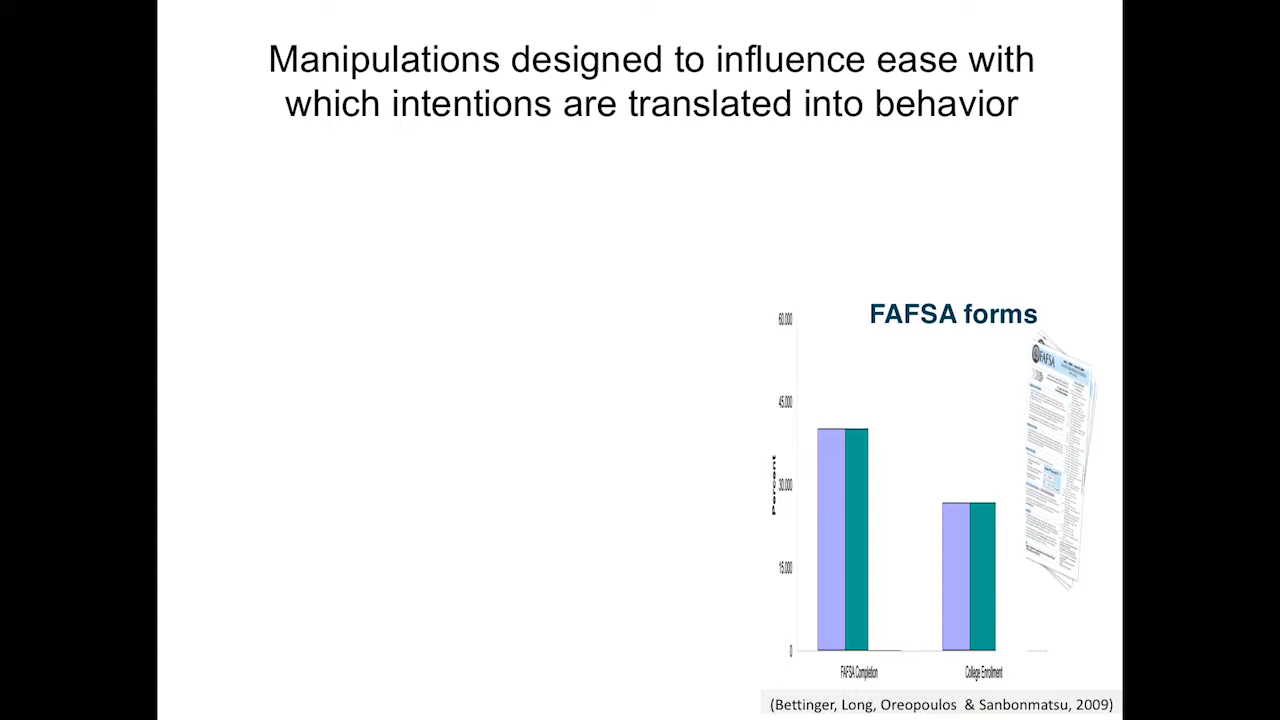 Manipulations designed to influence ease with
which intentions are translated into behavior
FAFSA forms
60.000
45.000
Percent
30.000
15.000
0
FAFSA Completion
College Enrollment
FAFSA
(Bettinger, Long, Oreopoulos & Sanbonmatsu, 2009)